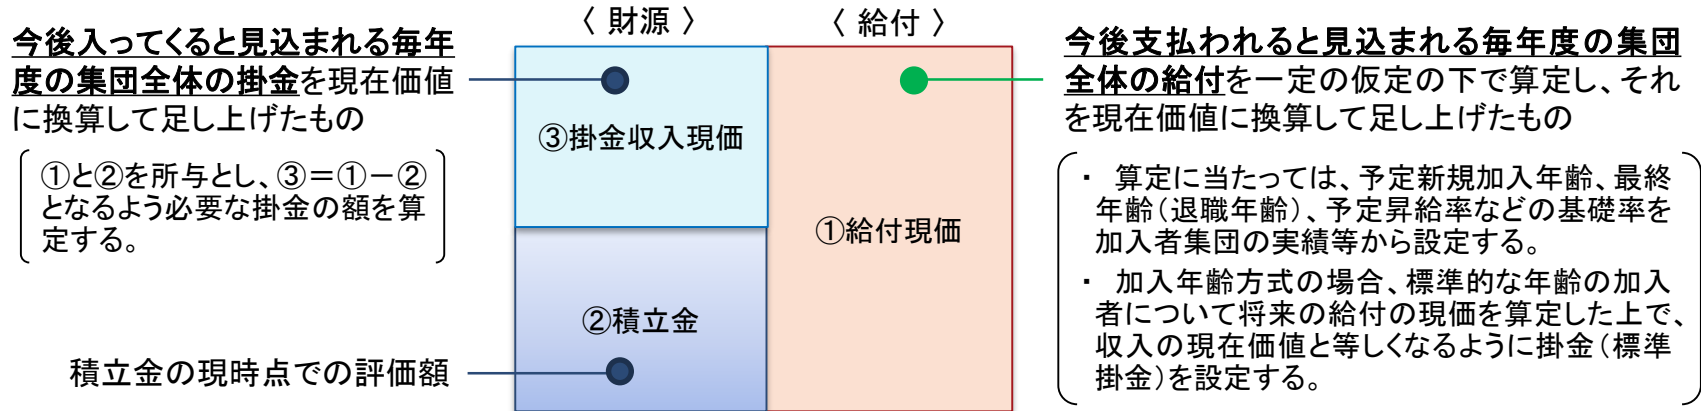 〈 財源 〉
〈 給付 〉
今後入ってくると見込まれる毎年
度の集団全体の掛金を現在価値
に換算して足し上げたもの
①と②を所与とし、③＝①－②
となるよう必要な掛金の額を算
定する。
積立金の現時点での評価額
③掛金収入現価
②積立金
①給付現価
今後支払われると見込まれる毎年度の集団
全体の給付を一定の仮定の下で算定し、それ
を現在価値に換算して足し上げたもの
・ 算定に当たっては、予定新規加入年齢、最終
年齢（退職年齢）、予定昇給率などの基礎率を
加入者集団の実績等から設定する。
・ 加入年齢方式の場合、標準的な年齢の加入
者について将来の給付の現価を算定した上で、
収入の現在価値と等しくなるように掛金（標準
掛金）を設定する。